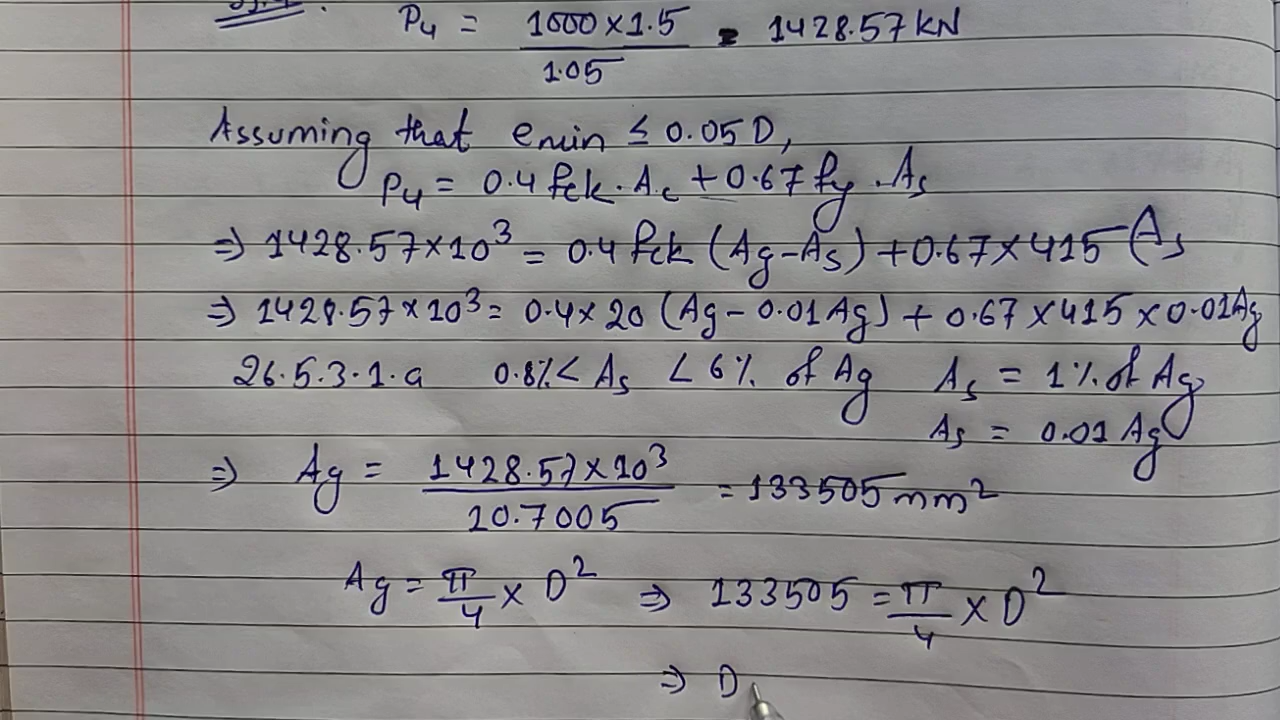 Pu = 1000×1.5 / 1.05 = 1428.57 kN
Assuming that emin ≤ 0.05D,
Pu = 0.4 fck · Ac + 0.67 fy · As
⇒ 1428.57×10³ = 0.4 fck (Ag-As) + 0.67×415 As
⇒ 1428.57×10³ = 0.4×20 (Ag - 0.01Ag) + 0.67×415×0.01Ag
26.5.3.1.a 0.8% < As < 6% of Ag As = 1% of Ag
As = 0.01 Ag
⇒ Ag = 1428.57×10³ / 10.7005 = 133505 mm²
Ag = π/4 × D² ⇒ 133505 = π/4 × D²
⇒ D